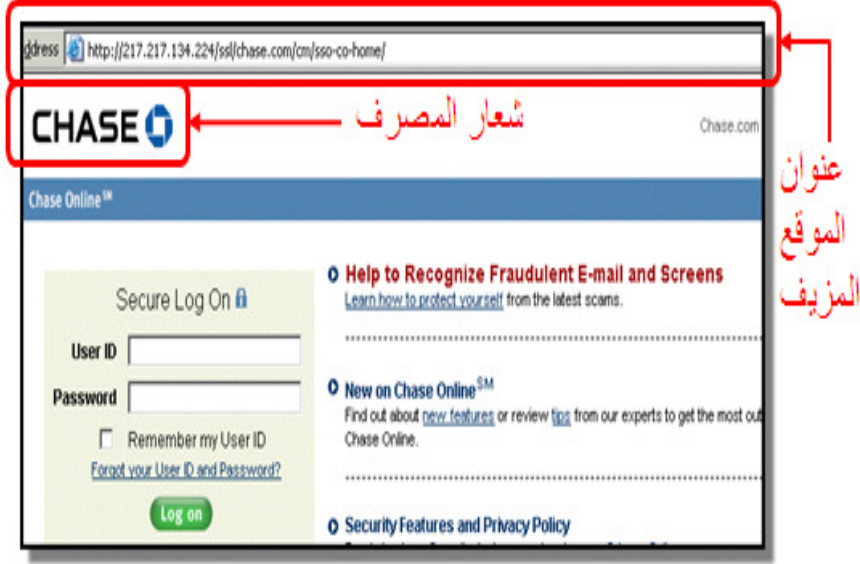 ddress http://217.217.134.224/ssl/chase.com/cm/sso-co-home/
CHASE
شعار المصرف
Chase.com
عنوان
الموقع
المزيف
Chase Online SM
Secure Log On
User ID
Password
Remember my User ID
Forgot your User ID and Password?
Log on
Help to Recognize Fraudulent E-mail and Screens
Learn how to protect yourself from the latest scams.
New on Chase Online SM
Find out about new features or review tips from our experts to get the most out
Chase Online.
Security Features and Privacy Policy